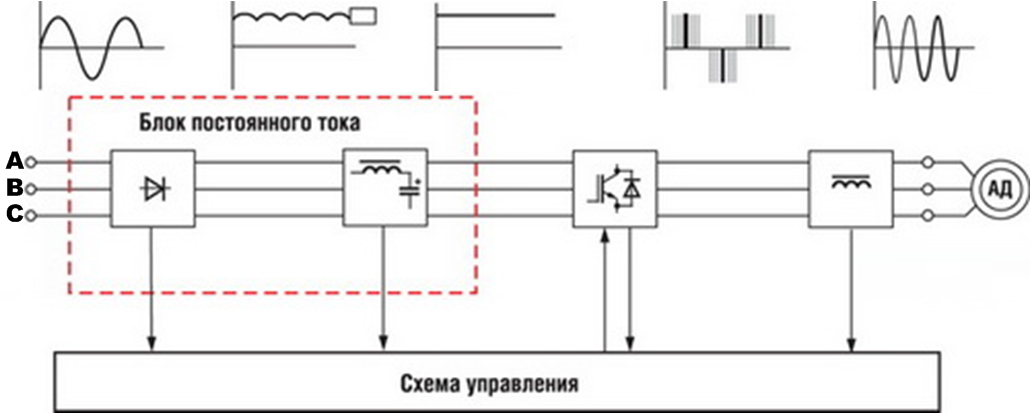 Блок постоянного тока
A
B
C
АД
Схема управления